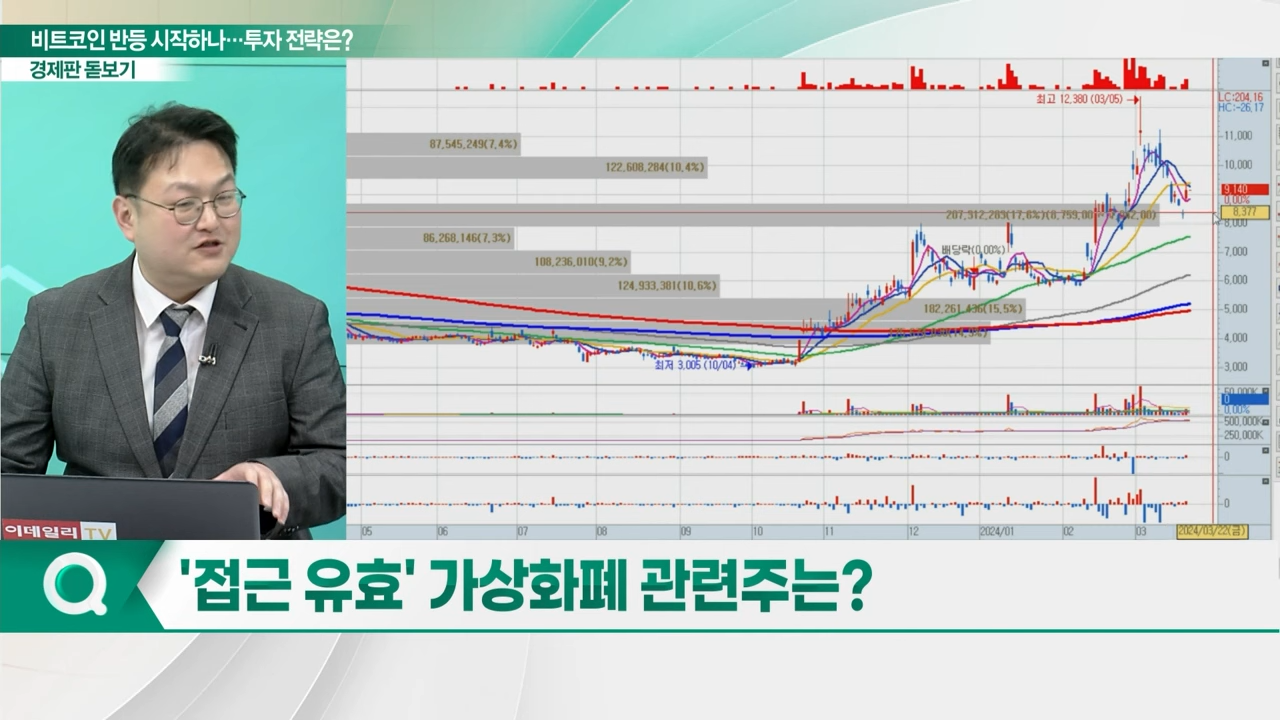 비트코인 반등 시작하나…투자 전략은?
경제판 돋보기
최고 12,380 (03/05)
LC:204.16
HC:-26.17
87,545,249(7.4%)
11,000
122,608,284(10.4%)
10,000
9,140
0.00%
207,312,283(17.6%)(8,759.00
8,377
8,000
86,268,146(7.3%)
배당락(0.00%)
7,000
108,236,010(9.2%)
6,000
124,933,381(10.6%)
182,261,436(15.5%)
5,000
4,000
최저 3,005 (10/04)
3,000
50,000K
0
0.00%
500,000K
250,000K
0
0
05 06 07 08 09 10 11 12 2024/01 02 03 2024/03/22(금)
이데일리TV
'접근 유효' 가상화폐 관련주는?